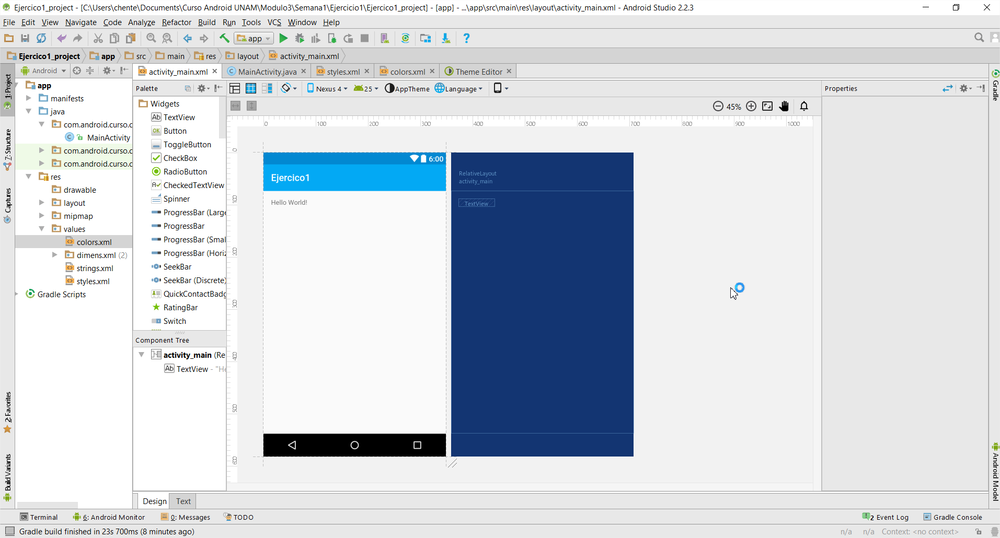 Ejercico1_project - [C:\Users\chente\Documents\Curso Android UNAM\Modulo3\Semana1\Ejercicio1\Ejercico1_project] - [app] - ...\app\src\main\res\layout\activity_main.xml - Android Studio 2.2.3
File Edit View Navigate Code Analyze Refactor Build Run Tools VCS Window Help
app
Ejercico1_project app src main res layout activity_main.xml
Android
activity_main.xml MainActivity.java styles.xml colors.xml Theme Editor
1: Project
7: Structure
Captures
2: Favorites
Build Variants
app
manifests
java
com.android.curso.c
MainActivity
com.android.curso.c
com.android.curso.c
res
drawable
layout
mipmap
values
colors.xml
dimens.xml (2)
strings.xml
styles.xml
Gradle Scripts
Palette
Widgets
Ab TextView
OK Button
ToggleButton
CheckBox
RadioButton
CheckedTextView
Spinner
ProgressBar (Large
ProgressBar
ProgressBar (Smal
ProgressBar (Horiz
SeekBar
SeekBar (Discrete)
QuickContactBadg
RatingBar
Switch
Component Tree
activity_main (Re
Ab TextView - "He
Nexus 4 25 AppTheme Language
45%
0 100 200 300 400 500 600 700 800 900 1000
0
100
200
300
400
500
600
6:00
Ejercico1
Hello World!
RelativeLayout
activity_main
TextView
Properties
Gradle
Android Model
Design Text
Terminal 6: Android Monitor 0: Messages TODO
2 Event Log Gradle Console
Gradle build finished in 23s 700ms (8 minutes ago)
n/a n/a Context: <no context>